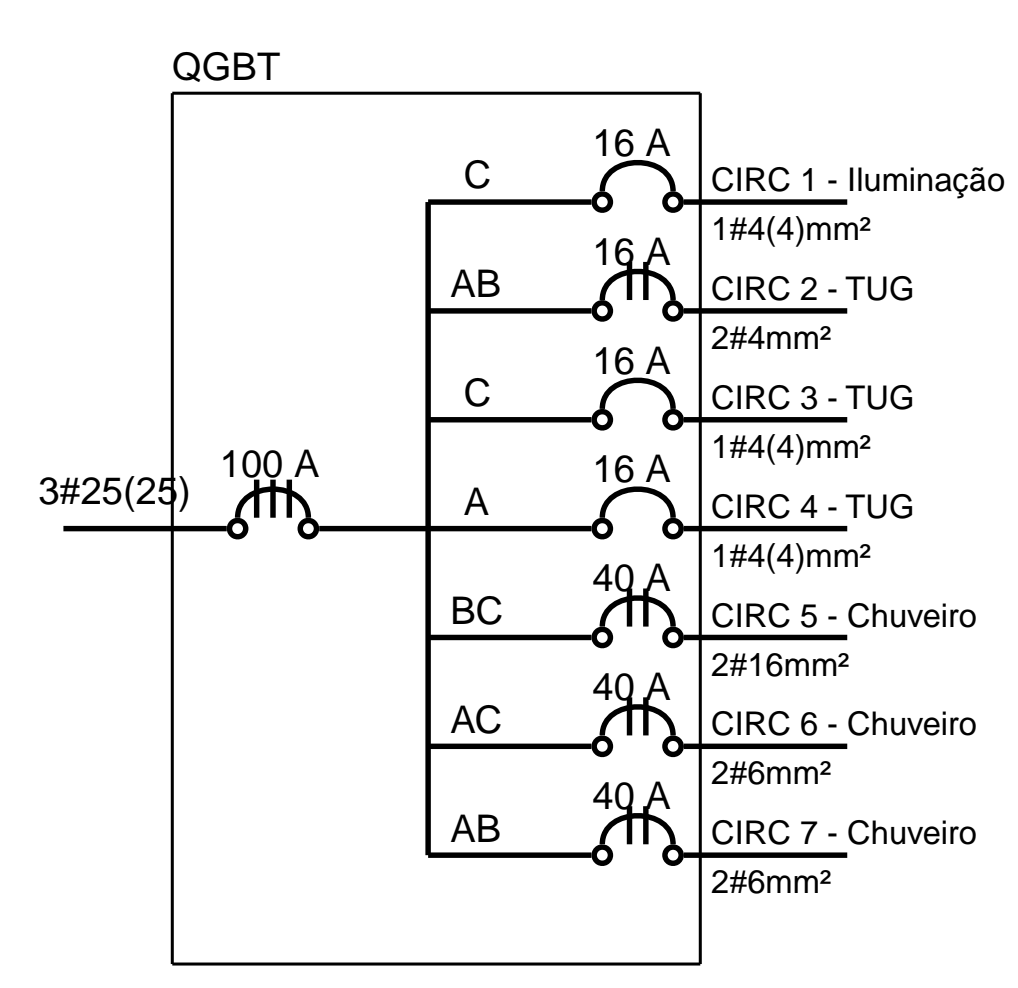 QGBT
16 A
C
CIRC 1 - Iluminação
1#4(4)mm²
16 A
AB
CIRC 2 - TUG
2#4mm²
16 A
C
CIRC 3 - TUG
1#4(4)mm²
3#25(25)
100 A
16 A
A
CIRC 4 - TUG
1#4(4)mm²
40 A
BC
CIRC 5 - Chuveiro
2#16mm²
40 A
AC
CIRC 6 - Chuveiro
2#6mm²
40 A
AB
CIRC 7 - Chuveiro
2#6mm²